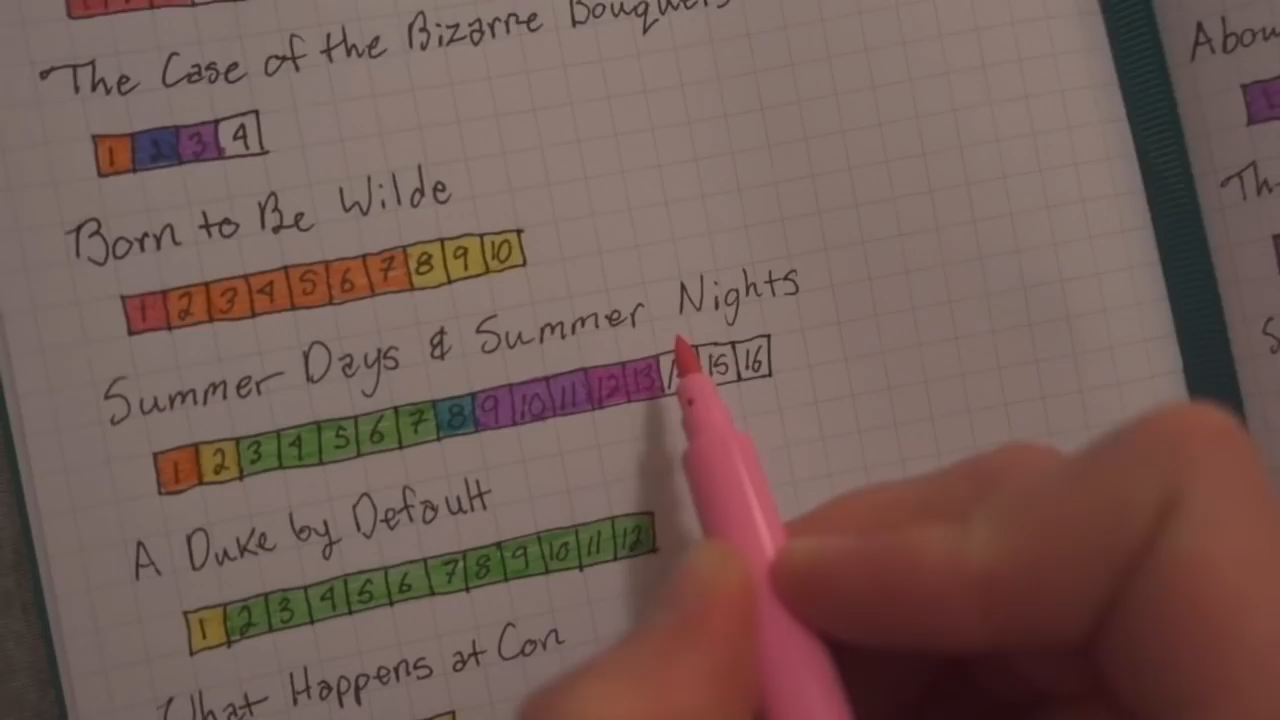 The Case of the Bizarre Bouquets
1 2 3 4
Born to Be Wilde
1 2 3 4 5 6 7 8 9 10
Summer Days & Summer Nights
1 2 3 4 5 6 7 8 9 10 11 12 13 15 16
A Duke by Default
1 2 3 4 5 6 7 8 9 10 11 12
What Happens at Con